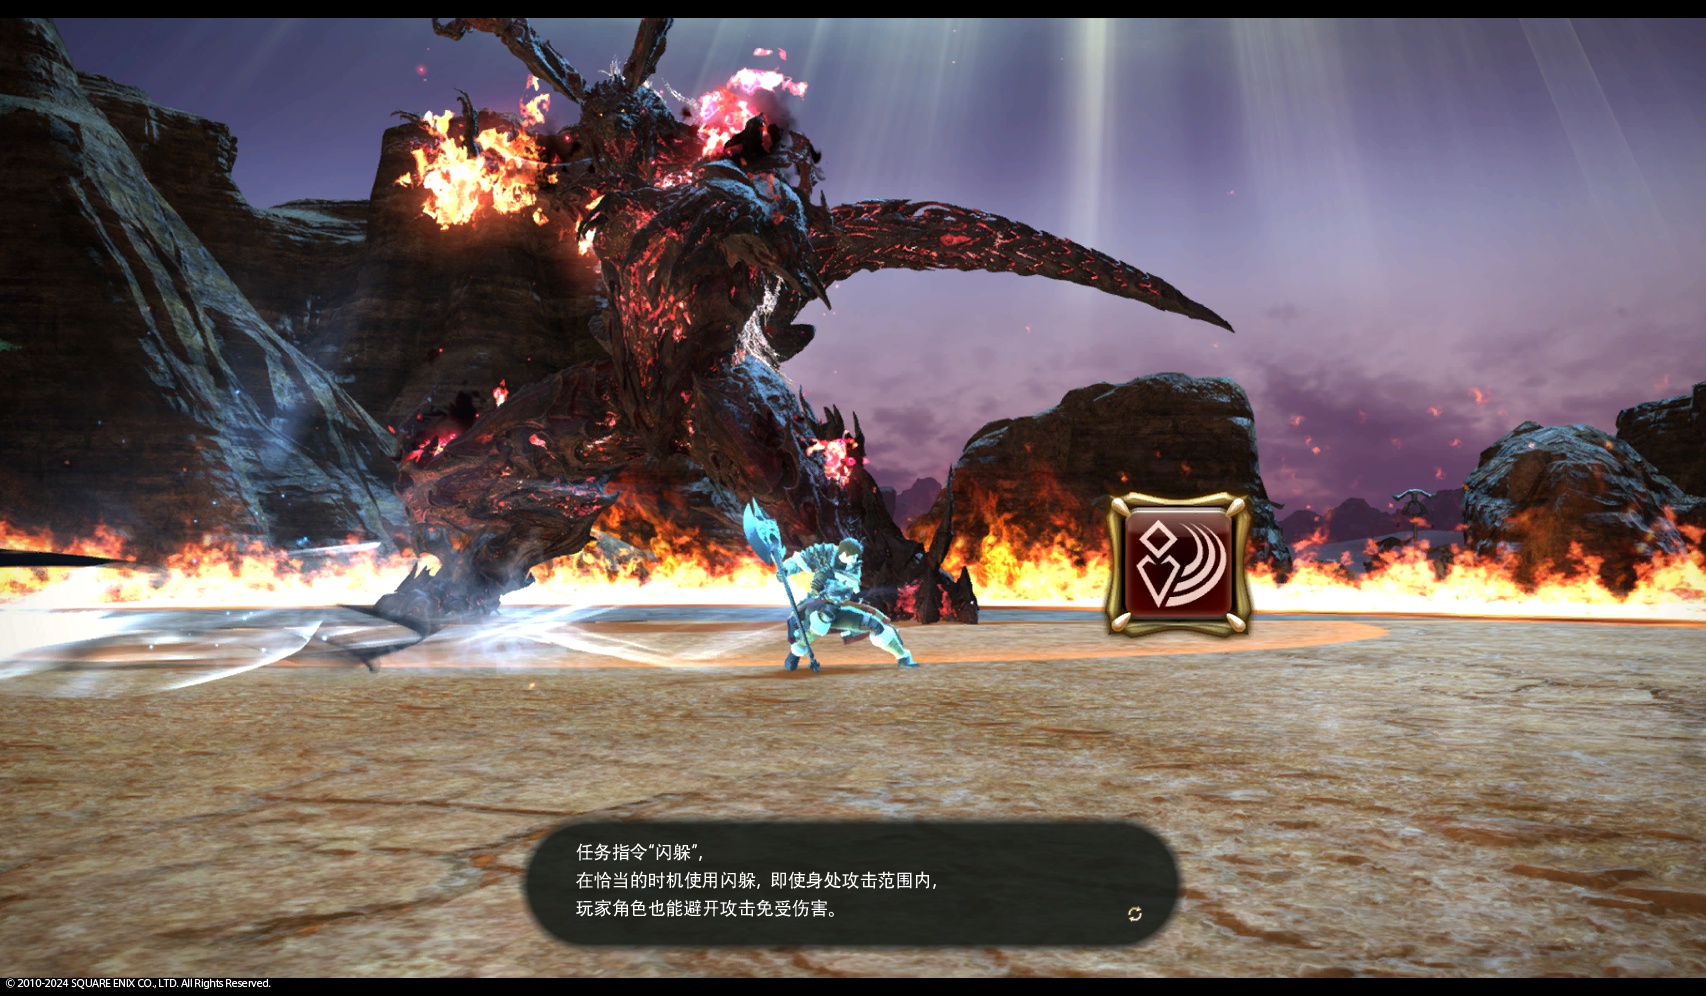 任务指令“闪躲”,
在恰当的时机使用闪躲, 即使身处攻击范围内,
玩家角色也能避开攻击免受伤害。
© 2010-2024 SQUARE ENIX CO., LTD. All Rights Reserved.